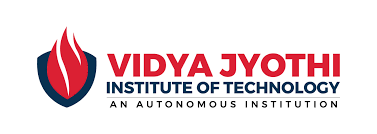 VIDYA JYOTHI
INSTITUTE OF TECHNOLOGY
AN AUTONOMOUS INSTITUTION